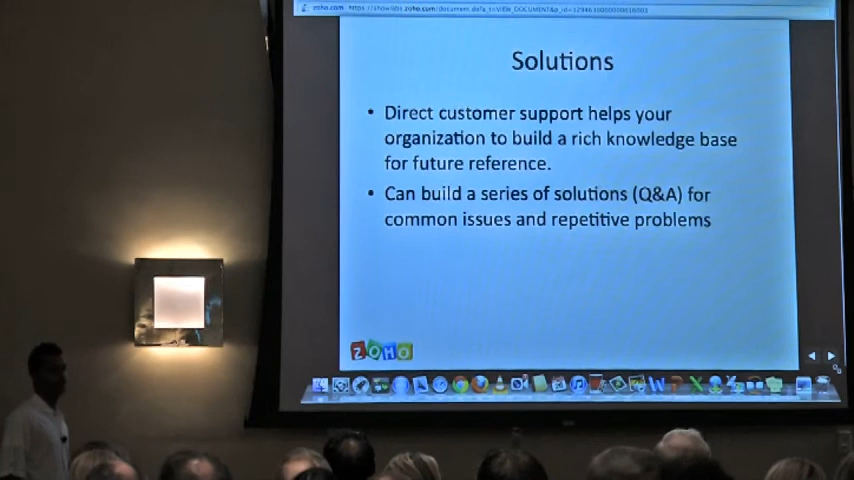 Solutions
• Direct customer support helps your
organization to build a rich knowledge base
for future reference.
• Can build a series of solutions (Q&A) for
common issues and repetitive problems
ZOHO